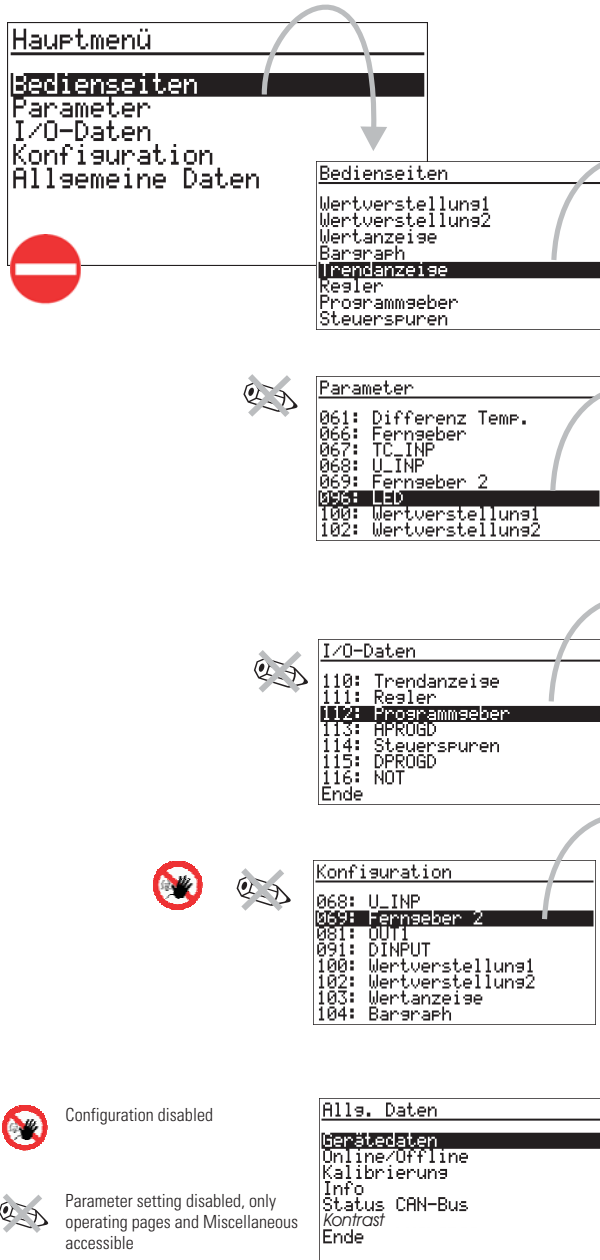 Hauptmenü
Bedienseiten
Parameter
I/O-Daten
Konfiguration
Allgemeine Daten
Bedienseiten
Wertverstellung1
Wertverstellung2
Wertanzeige
Bargraph
Trendanzeige
Regler
Programmgeber
Steuerspuren
Parameter
061: Differenz Temp.
066: Ferngeber
067: TC_INP
068: U_INP
069: Ferngeber 2
096: LED
100: Wertverstellung1
102: Wertverstellung2
I/O-Daten
110: Trendanzeige
111: Regler
112: Programmgeber
113: APROGD
114: Steuerspuren
115: DPROGD
116: NOT
Ende
Konfiguration
068: U_INP
069: Ferngeber 2
081: OUT1
091: DINPUT
100: Wertverstellung1
102: Wertverstellung2
103: Wertanzeige
104: Bargraph
Configuration disabled
Allg. Daten
Gerätedaten
Online/Offline
Kalibrierung
Info
Status CAN-Bus
Kontrast
Ende
Parameter setting disabled, only
operating pages and Miscellaneous
accessible